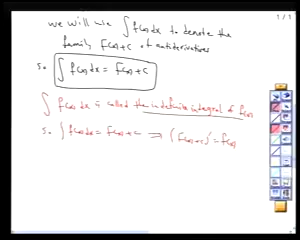 1 / 1
we will use ∫ f(x) dx to denote the
family F(x)+C of antiderivatives
So ∫ f(x) dx = F(x)+C
∫ f(x) dx is called the indefinite integral of f(x)
So ∫ f(x) dx = F(x)+C ⟹ (F(x)+C)' = f(x)